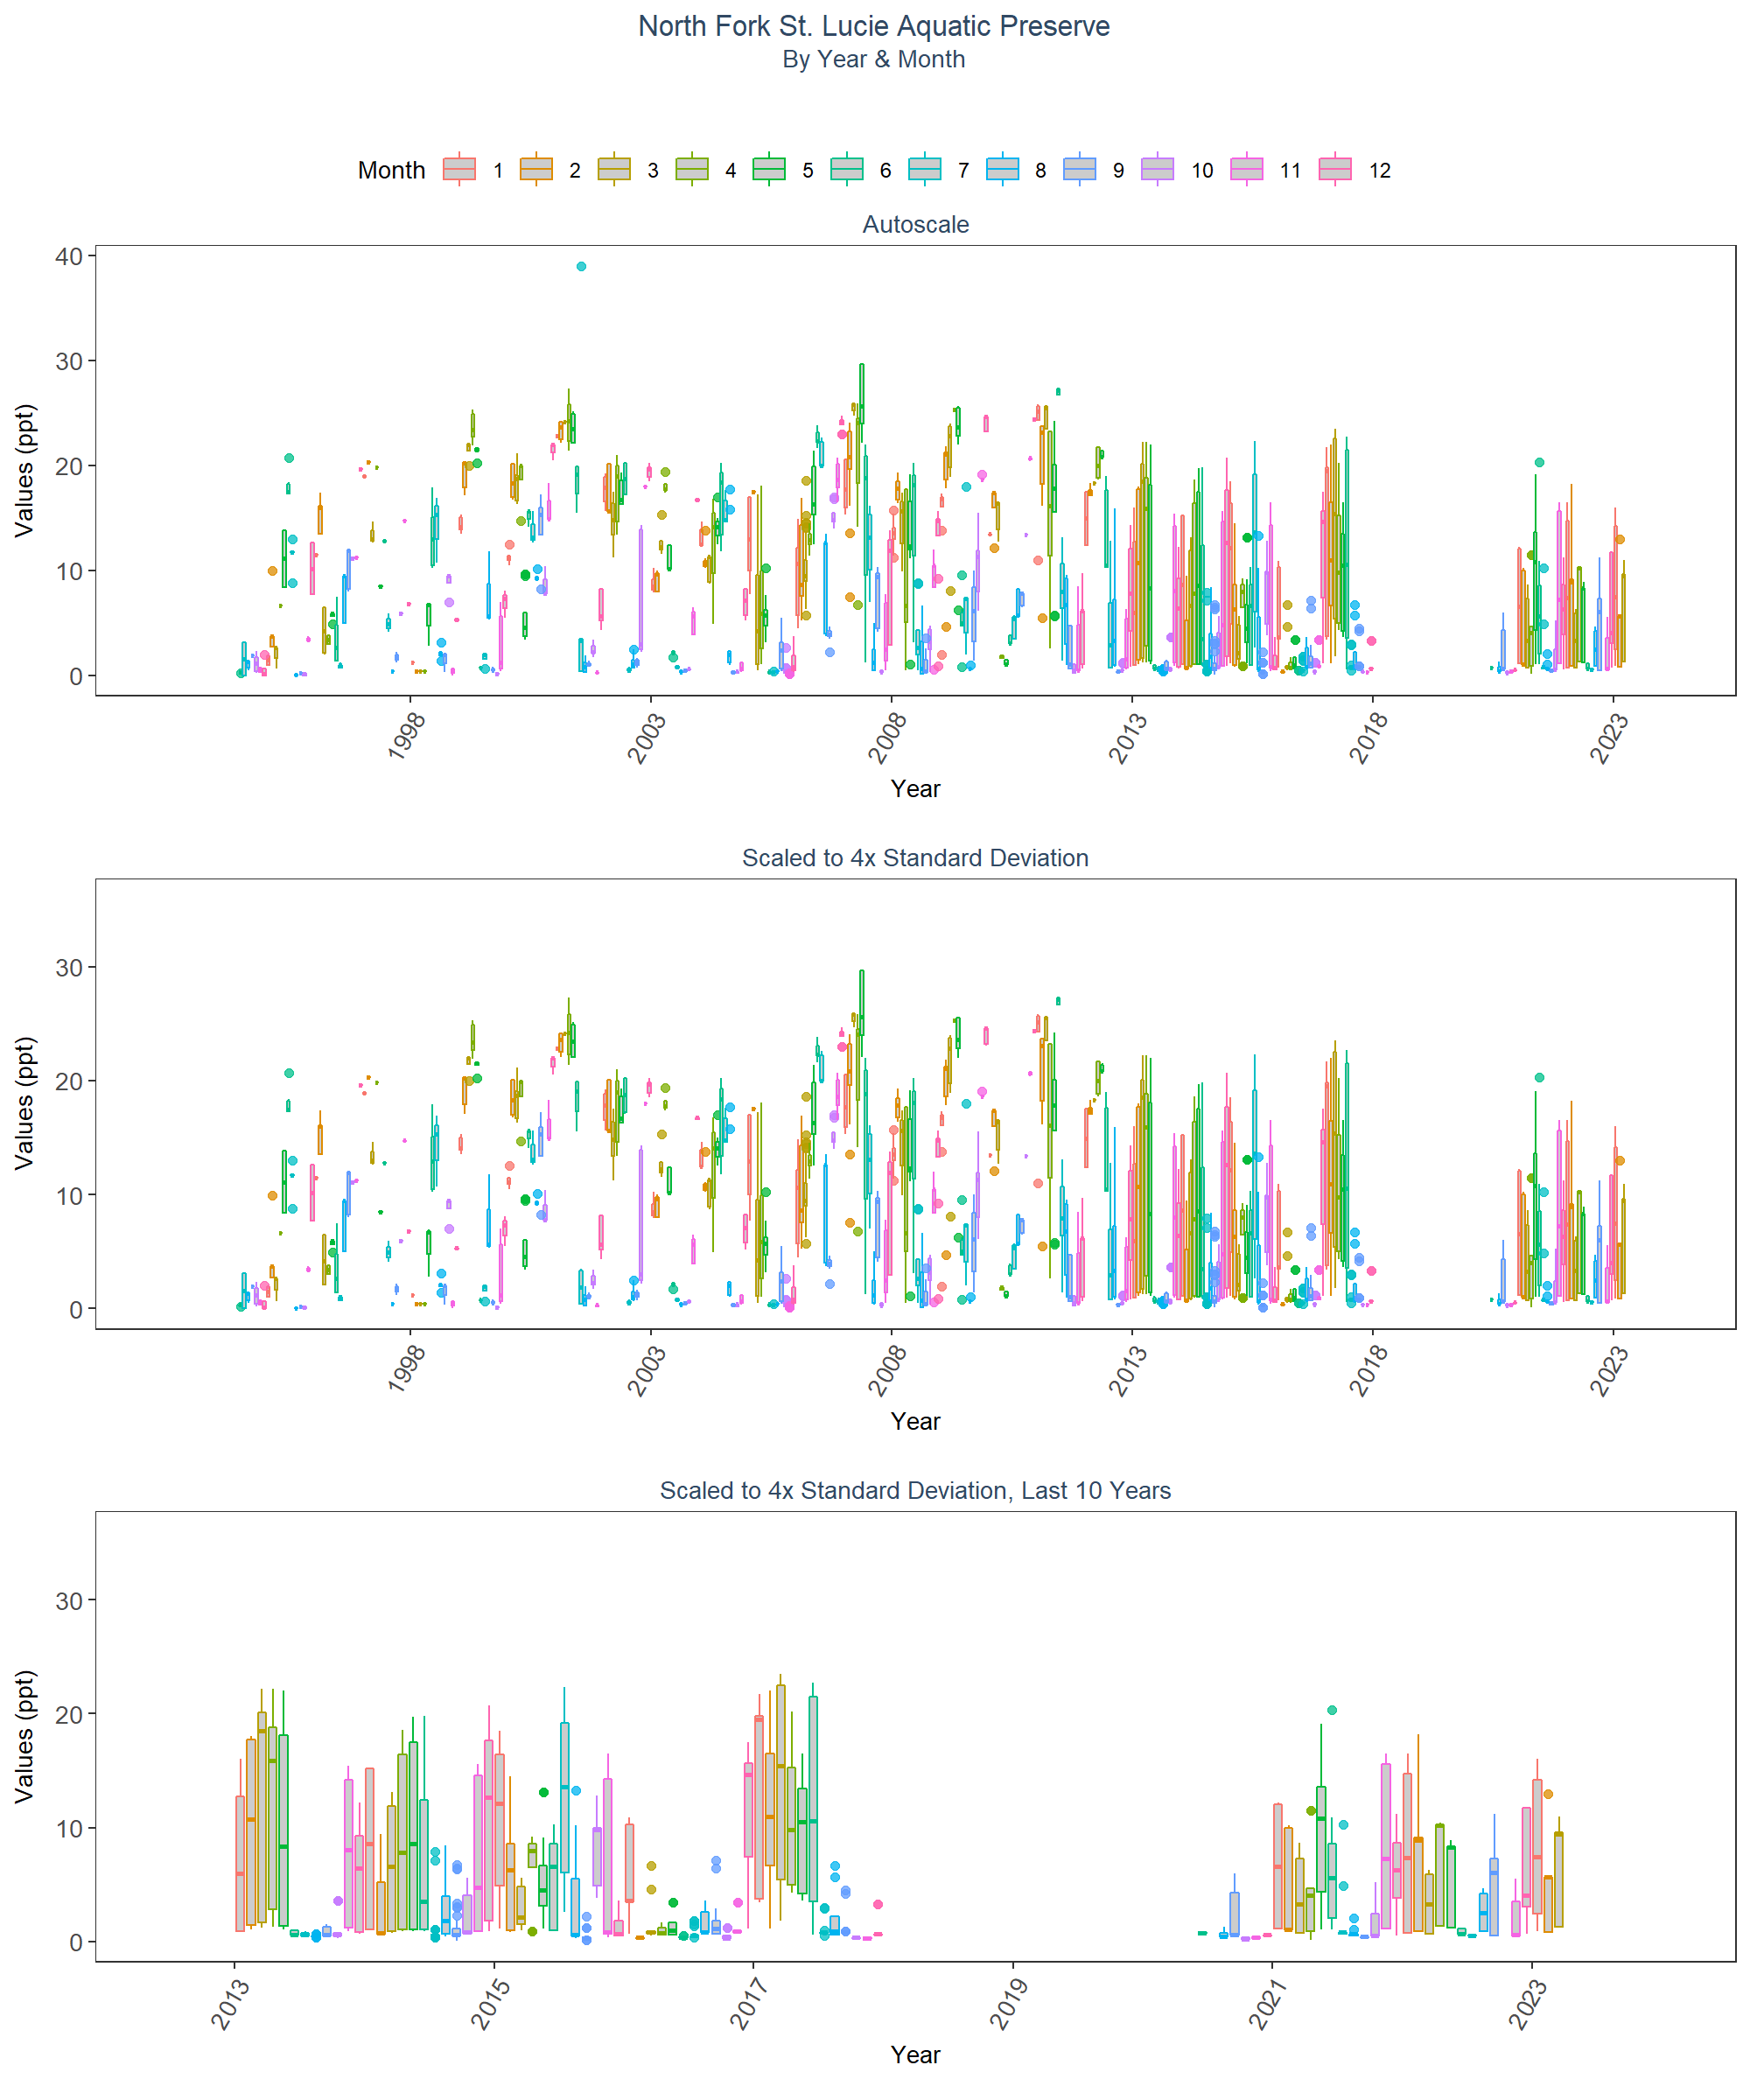 North Fork St. Lucie Aquatic Preserve
By Year & Month
Month 1 2 3 4 5 6 7 8 9 10 11 12
Autoscale
Values (ppt)
40
30
20
10
0
1998 2003 2008 2013 2018 2023
Year
Scaled to 4x Standard Deviation
Values (ppt)
30
20
10
0
1998 2003 2008 2013 2018 2023
Year
Scaled to 4x Standard Deviation, Last 10 Years
Values (ppt)
30
20
10
0
2013 2015 2017 2019 2021 2023
Year